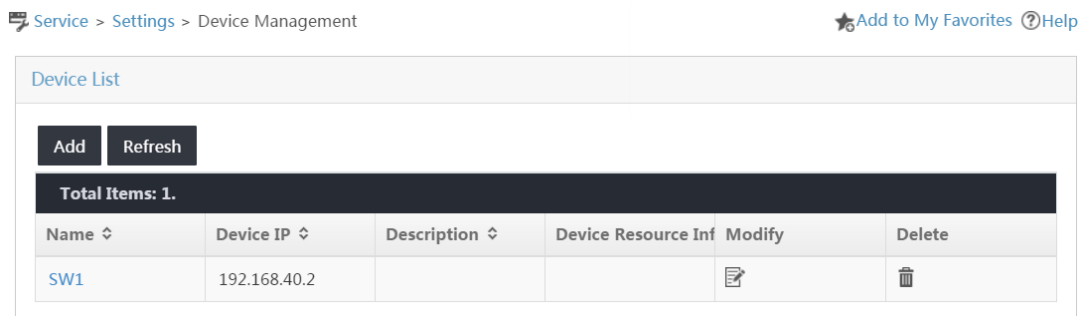 Service > Settings > Device Management Add to My Favorites Help
Device List
Add Refresh
Total Items: 1.
Name Device IP Description Device Resource Inf Modify Delete
SW1 192.168.40.2